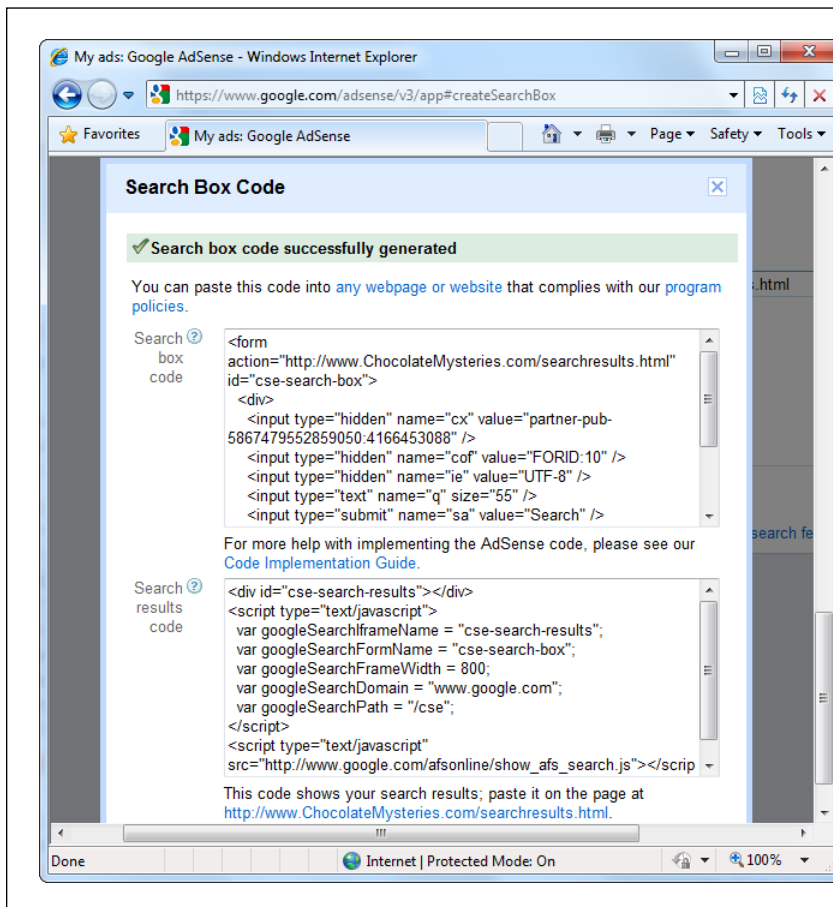 My ads: Google AdSense - Windows Internet Explorer
https://www.google.com/adsense/v3/app#createSearchBox
Favorites My ads: Google AdSense Page Safety Tools
Search Box Code
Search box code successfully generated
You can paste this code into any webpage or website that complies with our program
policies.
.html
Search
box
code
<form
action="http://www.ChocolateMysteries.com/searchresults.html"
id="cse-search-box">
<div>
<input type="hidden" name="cx" value="partner-pub-
5867479552859050:4166453088" />
<input type="hidden" name="cof" value="FORID:10" />
<input type="hidden" name="ie" value="UTF-8" />
<input type="text" name="q" size="55" />
<input type="submit" name="sa" value="Search" />
search fe
For more help with implementing the AdSense code, please see our
Code Implementation Guide.
Search
results
code
<div id="cse-search-results"></div>
<script type="text/javascript">
var googleSearchIframeName = "cse-search-results";
var googleSearchFormName = "cse-search-box";
var googleSearchFrameWidth = 800;
var googleSearchDomain = "www.google.com";
var googleSearchPath = "/cse";
</script>
<script type="text/javascript"
src="http://www.google.com/afsonline/show_afs_search.js"></scrip
This code shows your search results; paste it on the page at
http://www.ChocolateMysteries.com/searchresults.html.
Done Internet | Protected Mode: On 100%